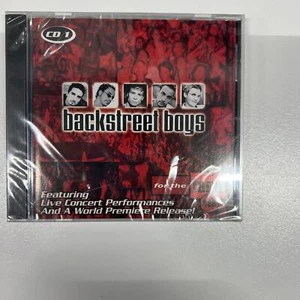 CD 1
backstreet boys
for the
Featuring
Live Concert Performances
And A World Premiere Release!